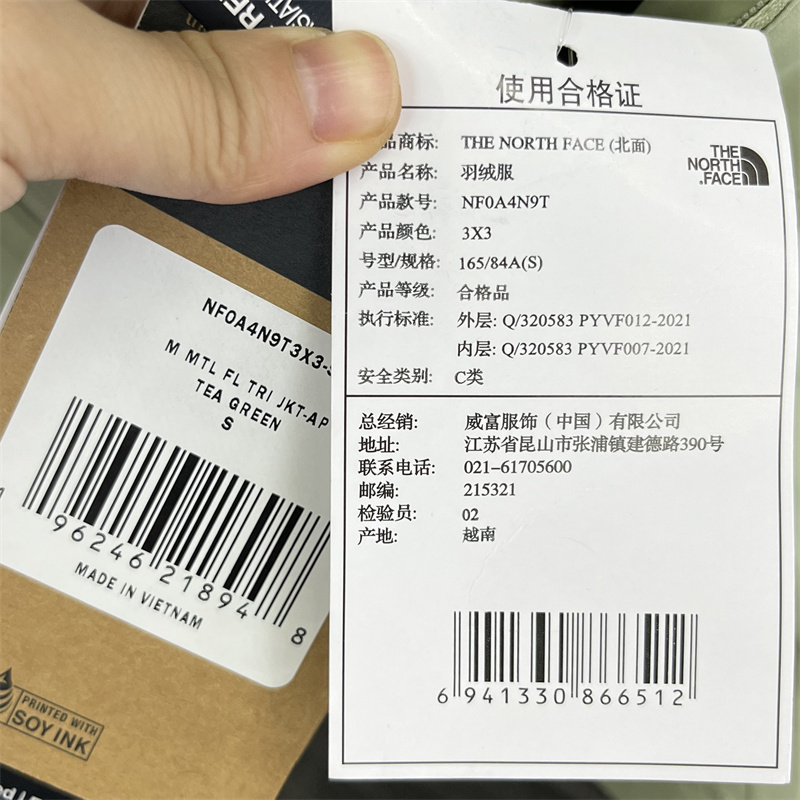 使用合格证
品商标: THE NORTH FACE (北面)
产品名称: 羽绒服
产品款号: NF0A4N9T
产品颜色: 3X3
号型/规格: 165/84A(S)
产品等级: 合格品
执行标准: 外层: Q/320583 PYVF012-2021
内层: Q/320583 PYVF007-2021
安全类别: C类
THE
NORTH
FACE
总经销: 威富服饰（中国）有限公司
地址: 江苏省昆山市张浦镇建德路390号
联系电话: 021-61705600
邮编: 215321
检验员: 02
产地: 越南
6 941330 866512
NF0A4N9T3X3-S
M MTL FL TRI JKT-AP
TEA GREEN
S
96246 21894 8
MADE IN VIETNAM
PRINTED WITH
SOY INK